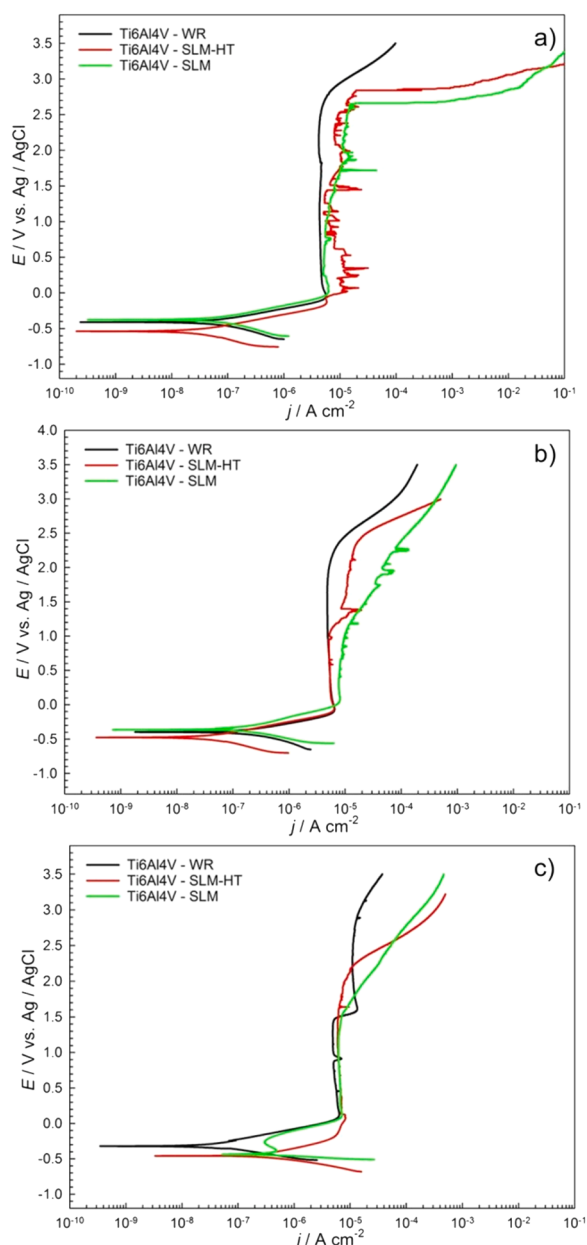 a)
Ti6Al4V - WR
Ti6Al4V - SLM-HT
Ti6Al4V - SLM
E / V vs. Ag / AgCl
3.5
3.0
2.5
2.0
1.5
1.0
0.5
0.0
-0.5
-1.0
10⁻¹⁰ 10⁻⁹ 10⁻⁸ 10⁻⁷ 10⁻⁶ 10⁻⁵ 10⁻⁴ 10⁻³ 10⁻² 10⁻¹
j / A cm⁻²
b)
Ti6Al4V - WR
Ti6Al4V - SLM-HT
Ti6Al4V - SLM
E / V vs. Ag / AgCl
4.0
3.5
3.0
2.5
2.0
1.5
1.0
0.5
0.0
-0.5
-1.0
10⁻¹⁰ 10⁻⁹ 10⁻⁸ 10⁻⁷ 10⁻⁶ 10⁻⁵ 10⁻⁴ 10⁻³ 10⁻² 10⁻¹
j / A cm⁻²
c)
Ti6Al4V - WR
Ti6Al4V - SLM-HT
Ti6Al4V - SLM
E / V vs. Ag / AgCl
3.5
3.0
2.5
2.0
1.5
1.0
0.5
0.0
-0.5
-1.0
10⁻¹⁰ 10⁻⁹ 10⁻⁸ 10⁻⁷ 10⁻⁶ 10⁻⁵ 10⁻⁴ 10⁻³ 10⁻² 10⁻¹
j / A cm⁻²